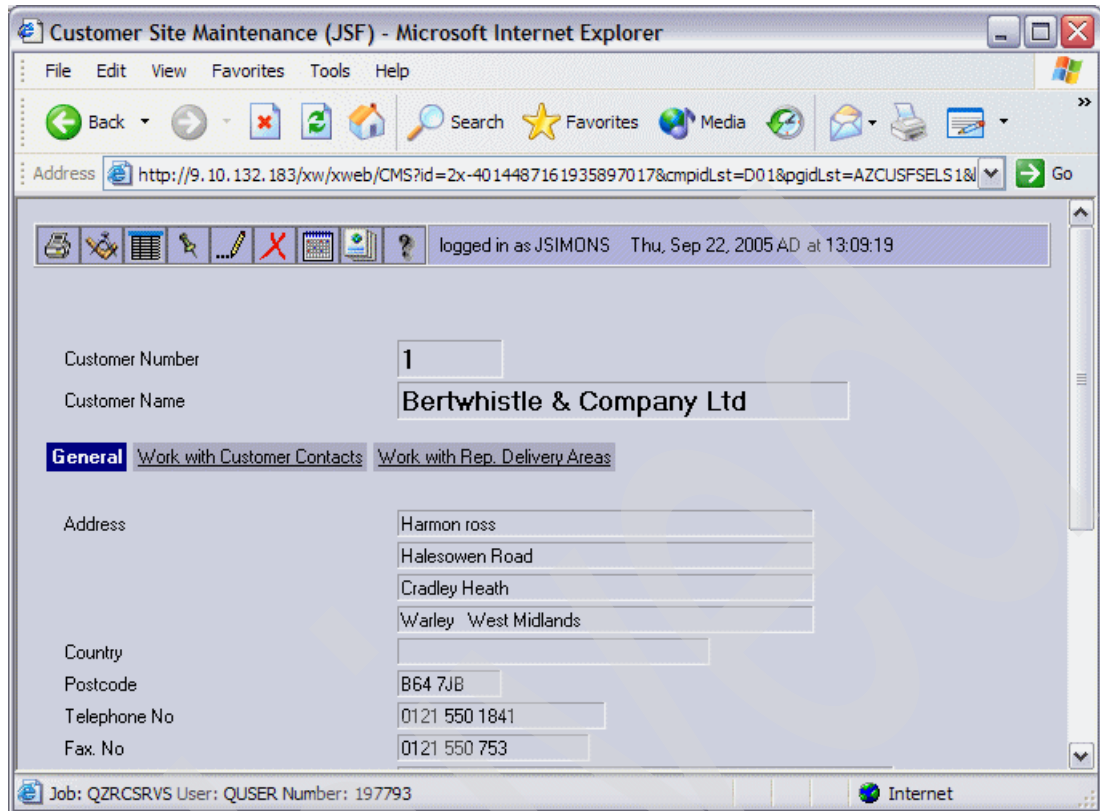 Customer Site Maintenance (JSF) - Microsoft Internet Explorer
File Edit View Favorites Tools Help
Back Search Favorites Media »
Address http://9.10.132.183/xw/xweb/CMS?id=2x-4014487161935897017&cmpidLst=D01&pgidLst=AZCUSFSELS1& Go
logged in as JSIMONS Thu, Sep 22, 2005 AD at 13:09:19
Customer Number 1
Customer Name Bertwhistle & Company Ltd
General Work with Customer Contacts Work with Rep. Delivery Areas
Address Harmon ross
Halesowen Road
Cradley Heath
Warley West Midlands
Country
Postcode B64 7JB
Telephone No 0121 550 1841
Fax. No 0121 550 753
Job: QZRCSRVS User: QUSER Number: 197793 Internet